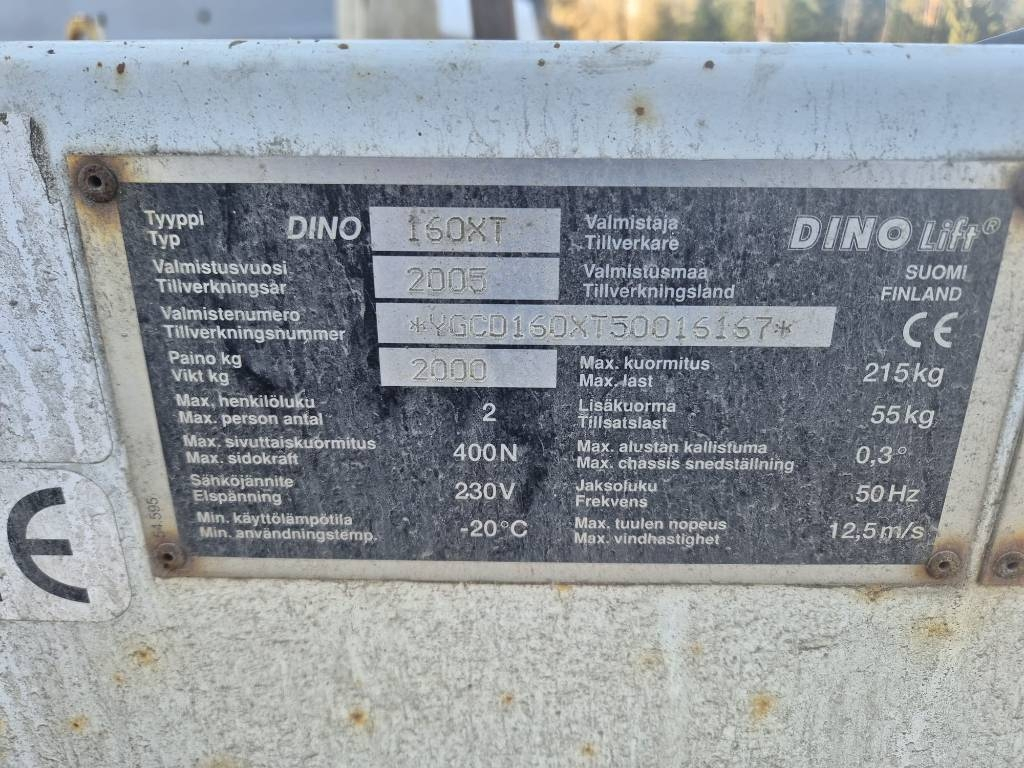 Tyyppi
Typ
DINO 160XT
Valmistaja
Tillverkare
DINO Lift®
Valmistusvuosi
Tillverkningsår
2005
Valmistusmaa
Tillverkningsland
SUOMI
FINLAND
Valmistenumero
Tillverkningsnummer
*YGCD160XT50016167*
CE
Paino kg
Vikt kg
2000
Max. kuormitus
Max. last
215kg
Max. henkilöluku
Max. person antal
2
Lisäkuorma
Tillsatslast
55kg
Max. sivuttaiskuormitus
Max. sidokraft
400N
Max. alustan kallistuma
Max. chassis snedställning
0,3°
Sähköjännite
Elspänning
230V
Jaksoluku
Frekvens
50Hz
Min. käyttölämpötila
Min. användningstemp.
-20°C
Max. tuulen nopeus
Max. vindhastighet
12,5m/s